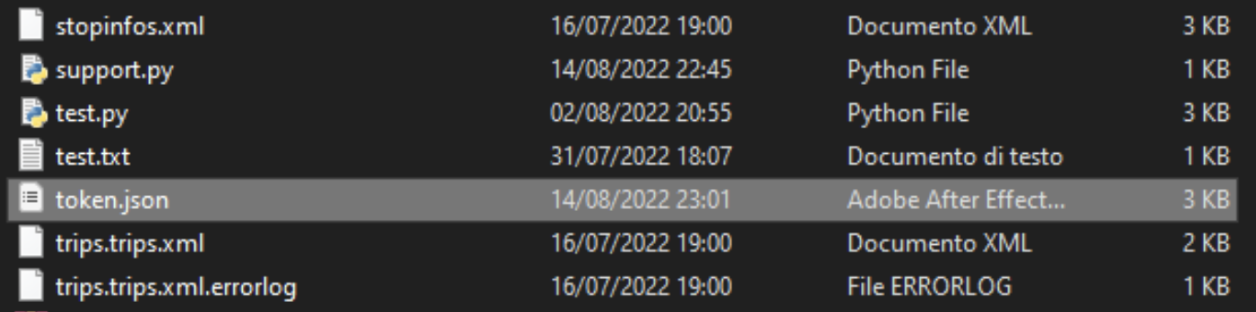 stopinfos.xml 16/07/2022 19:00 Documento XML 3 KB
support.py 14/08/2022 22:45 Python File 1 KB
test.py 02/08/2022 20:55 Python File 3 KB
test.txt 31/07/2022 18:07 Documento di testo 1 KB
token.json 14/08/2022 23:01 Adobe After Effect... 3 KB
trips.trips.xml 16/07/2022 19:00 Documento XML 2 KB
trips.trips.xml.errorlog 16/07/2022 19:00 File ERRORLOG 1 KB